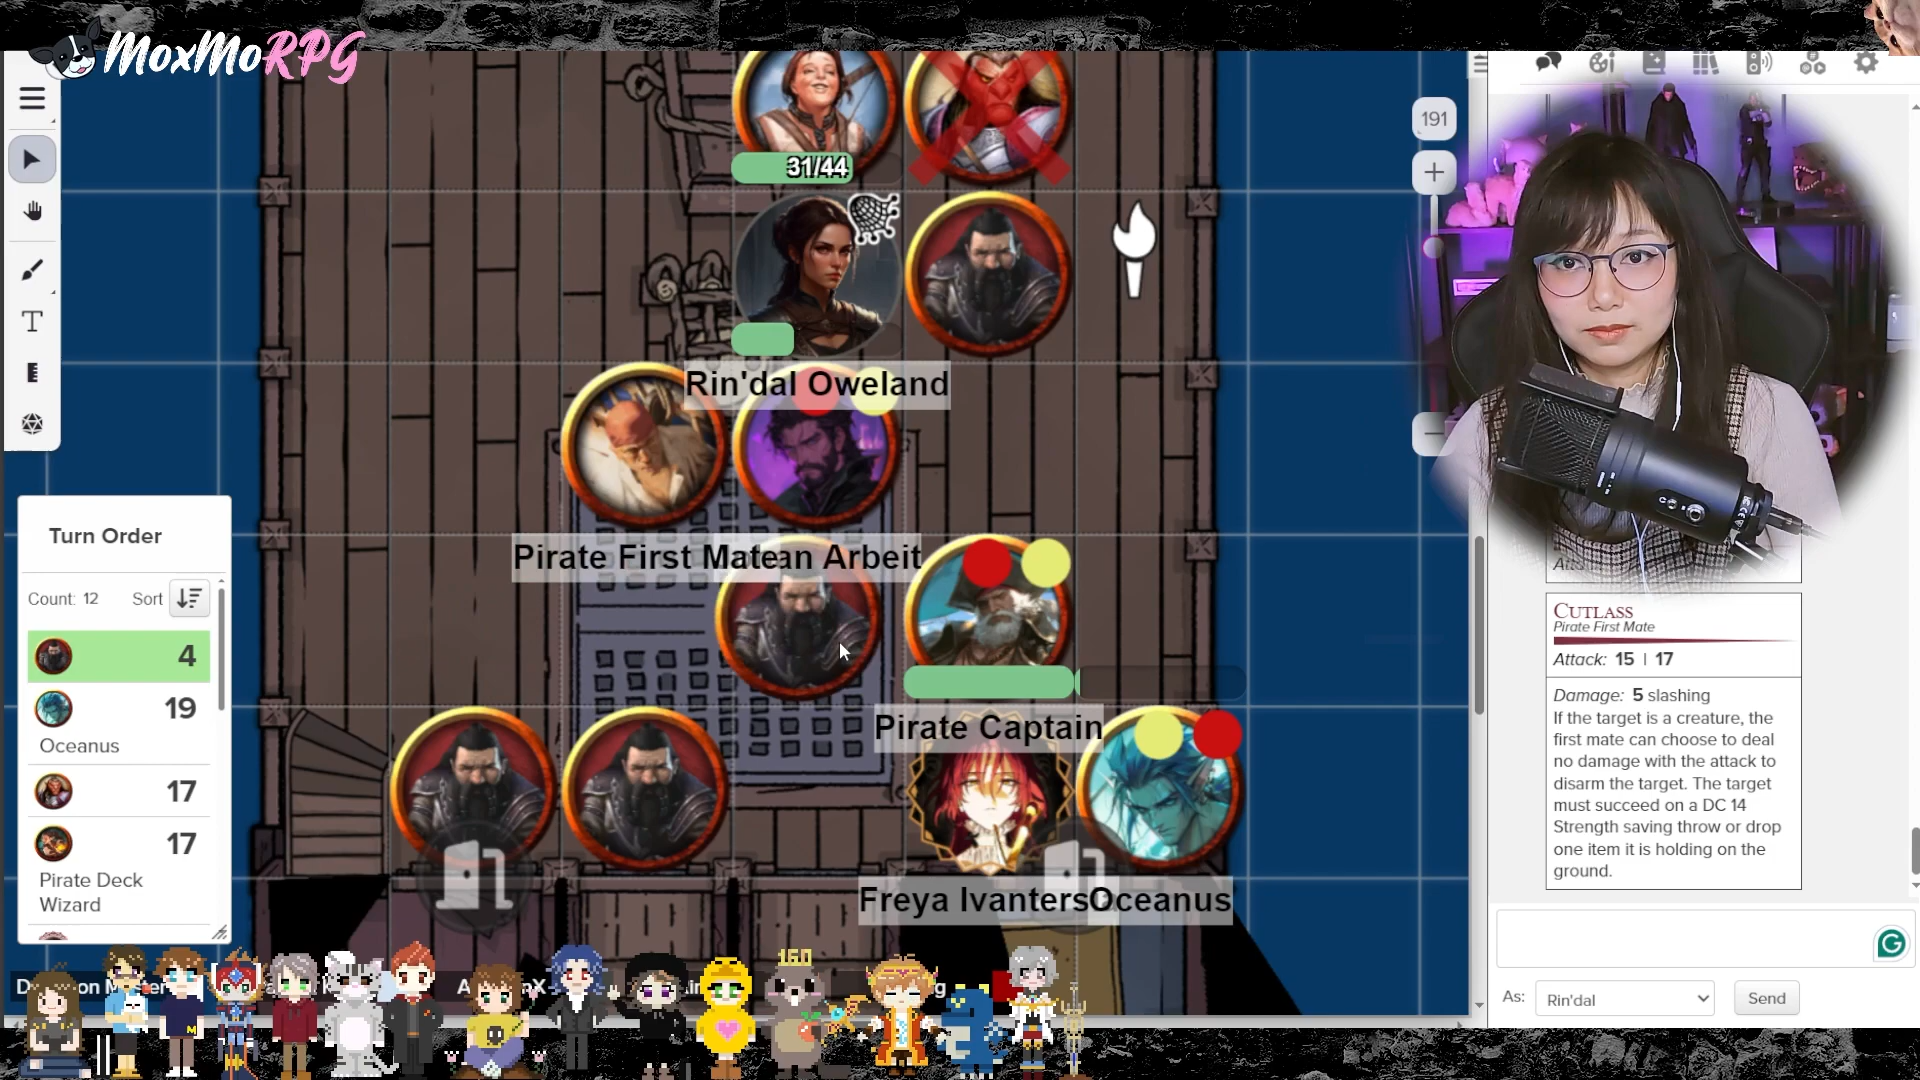 MoxMoRPG
31/44
191
Rin'dal Oweland
Turn Order
Count: 12 Sort
4
19
Oceanus
17
17
Pirate Deck
Wizard
Pirate First Matean Arbeit
Pirate Captain
Freya Ivanters
Oceanus
160
CUTLASS
Pirate First Mate
Attack: 15 | 17
Damage: 5 slashing
If the target is a creature, the
first mate can choose to deal
no damage with the attack to
disarm the target. The target
must succeed on a DC 14
Strength saving throw or drop
one item it is holding on the
ground.
As: Rin'dal Send